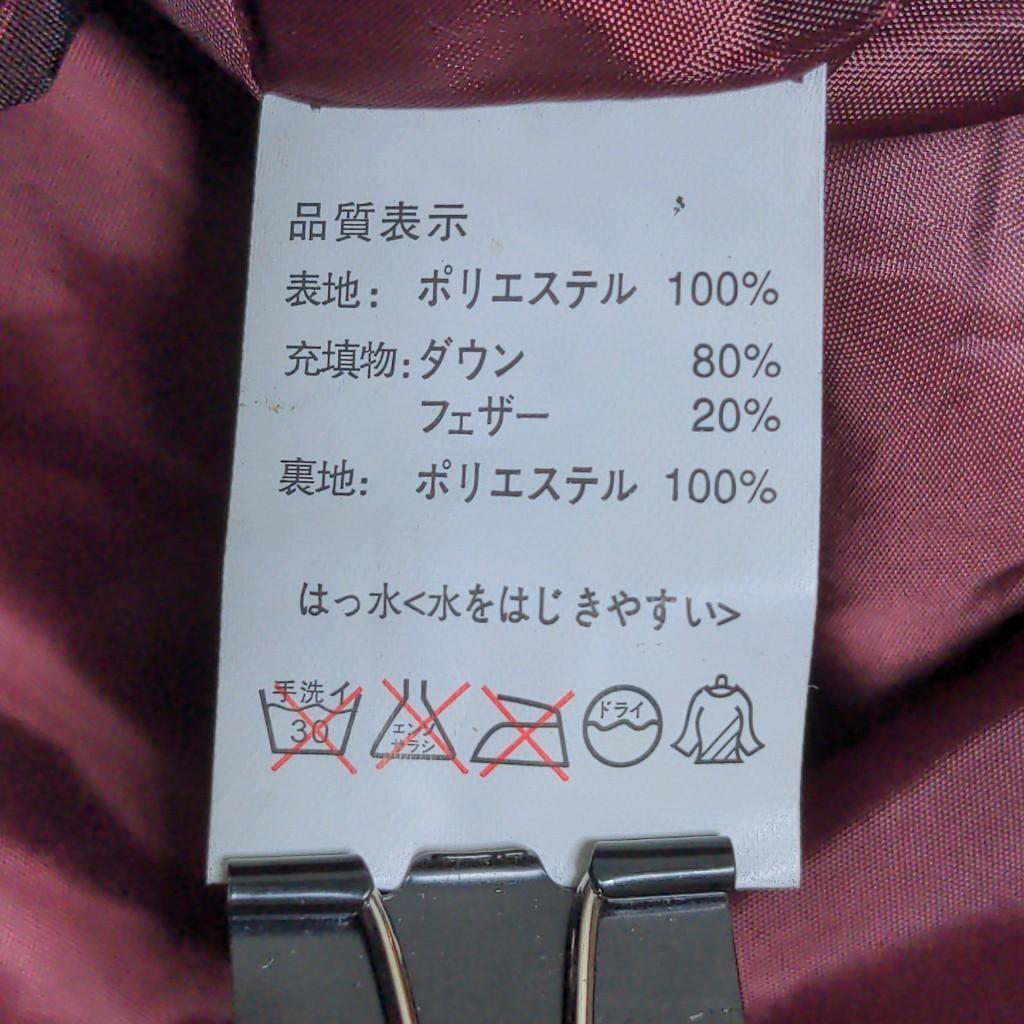 品質表示
表地： ポリエステル 100%
充填物：ダウン 80%
フェザー 20%
裏地： ポリエステル 100%
はっ水<水をはじきやすい>
手洗イ
30
エンソ
サラシ
ドライ